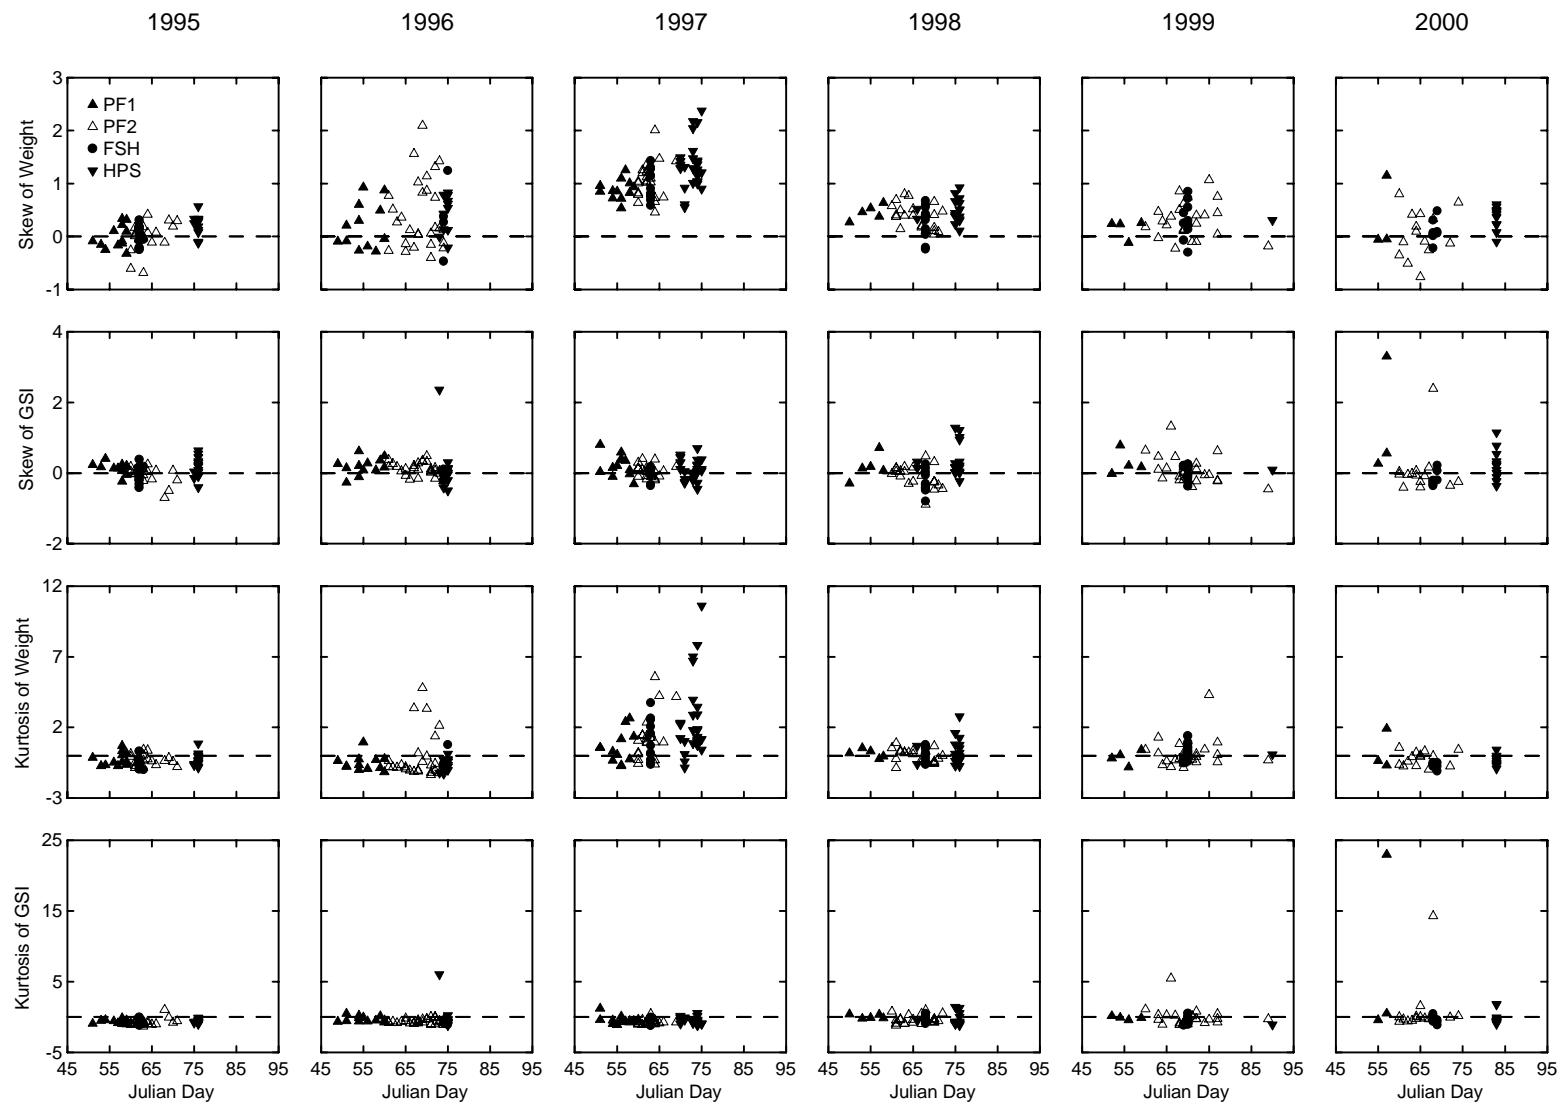 1995 1996 1997 1998 1999 2000
Skew of Weight
3
2
1
0
-1
PF1
PF2
FSH
HPS
Skew of GSI
4
2
0
-2
Kurtosis of Weight
12
7
2
-3
Kurtosis of GSI
25
15
5
-5
45 55 65 75 85 95 45 55 65 75 85 95 45 55 65 75 85 95 45 55 65 75 85 95 45 55 65 75 85 95 45 55 65 75 85 95
Julian Day Julian Day Julian Day Julian Day Julian Day Julian Day